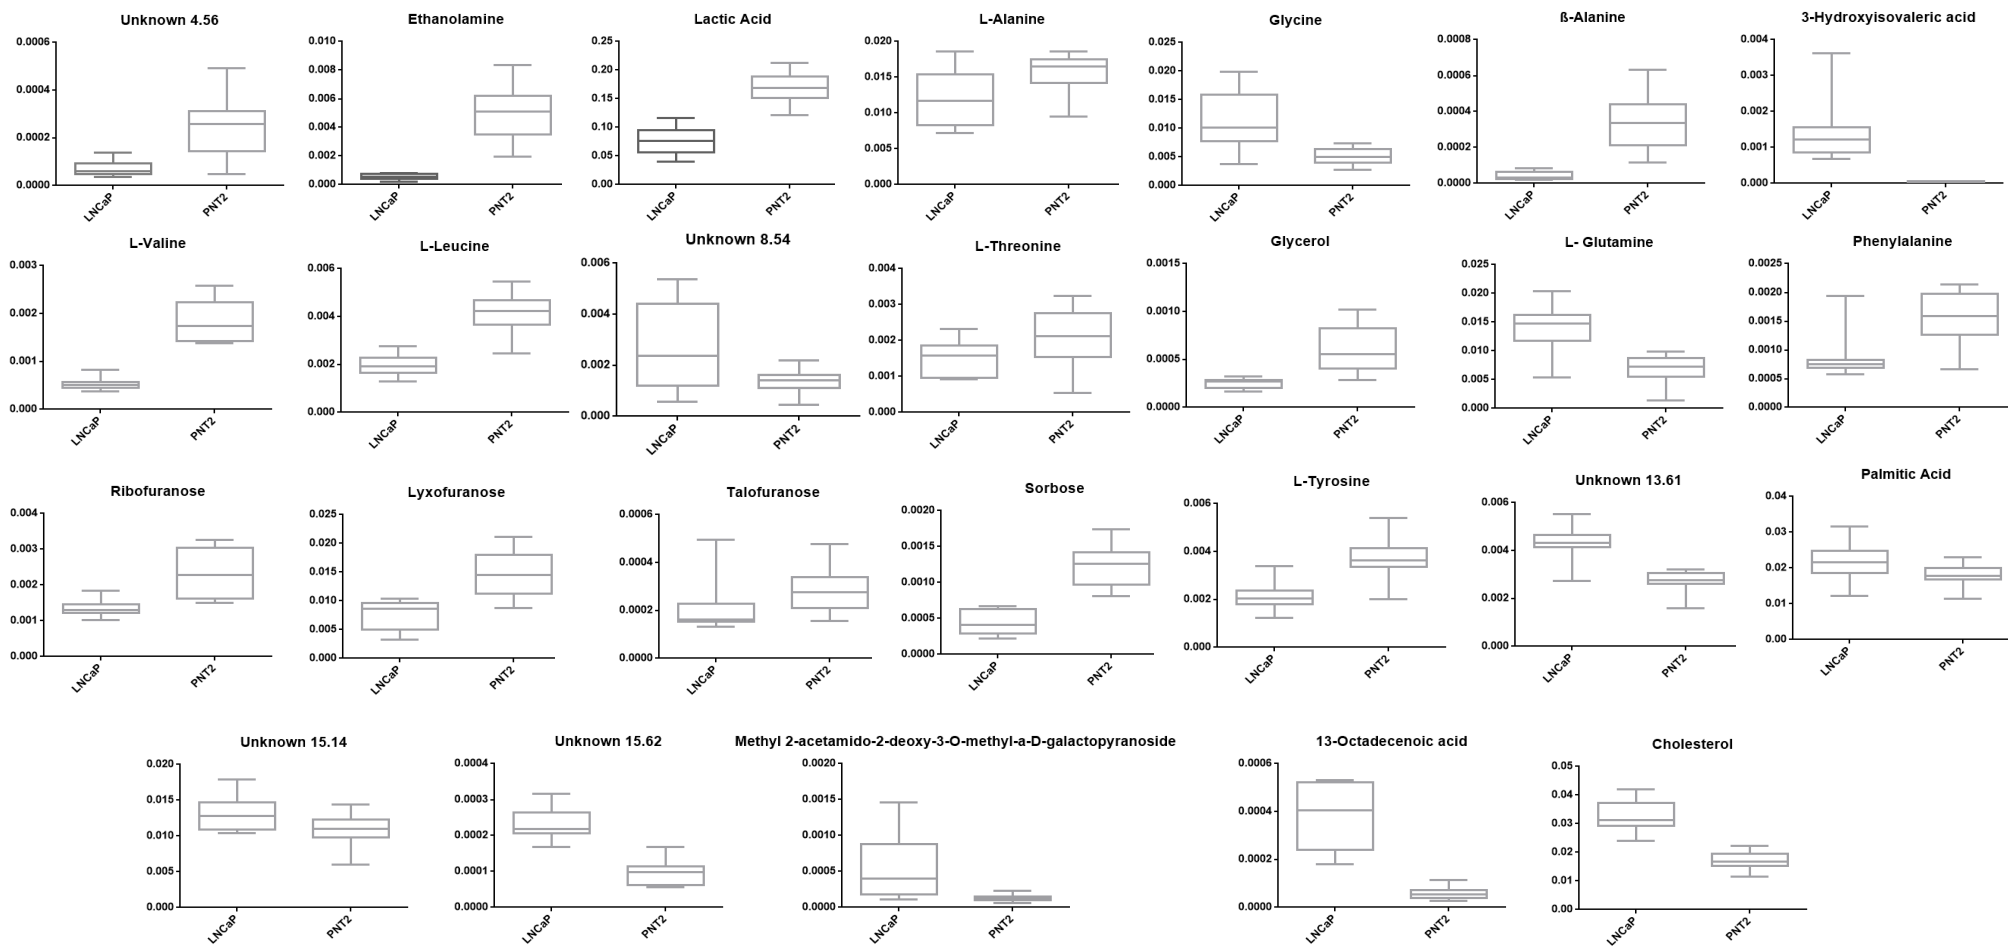 Unknown 4.56
0.0006
0.0004
0.0002
0.0000
LNCaP
PNT2
Ethanolamine
0.010
0.008
0.006
0.004
0.002
0.000
LNCaP
PNT2
Lactic Acid
0.25
0.20
0.15
0.10
0.05
0.00
LNCaP
PNT2
L-Alanine
0.020
0.015
0.010
0.005
0.000
LNCaP
PNT2
Glycine
0.025
0.020
0.015
0.010
0.005
0.000
LNCaP
PNT2
ß-Alanine
0.0008
0.0006
0.0004
0.0002
0.0000
LNCaP
PNT2
3-Hydroxyisovaleric acid
0.004
0.003
0.002
0.001
0.000
LNCaP
PNT2
L-Valine
0.003
0.002
0.001
0.000
LNCaP
PNT2
L-Leucine
0.006
0.004
0.002
0.000
LNCaP
PNT2
Unknown 8.54
0.006
0.004
0.002
0.000
LNCaP
PNT2
L-Threonine
0.004
0.003
0.002
0.001
0.000
LNCaP
PNT2
Glycerol
0.0015
0.0010
0.0005
0.0000
LNCaP
PNT2
L- Glutamine
0.025
0.020
0.015
0.010
0.005
0.000
LNCaP
PNT2
Phenylalanine
0.0025
0.0020
0.0015
0.0010
0.0005
0.0000
LNCaP
PNT2
Ribofuranose
0.004
0.003
0.002
0.001
0.000
LNCaP
PNT2
Lyxofuranose
0.025
0.020
0.015
0.010
0.005
0.000
LNCaP
PNT2
Talofuranose
0.0006
0.0004
0.0002
0.0000
LNCaP
PNT2
Sorbose
0.0020
0.0015
0.0010
0.0005
0.0000
LNCaP
PNT2
L-Tyrosine
0.006
0.004
0.002
0.000
LNCaP
PNT2
Unknown 13.61
0.006
0.004
0.002
0.000
LNCaP
PNT2
Palmitic Acid
0.04
0.03
0.02
0.01
0.00
LNCaP
PNT2
Unknown 15.14
0.020
0.015
0.010
0.005
0.000
LNCaP
PNT2
Unknown 15.62
0.0004
0.0003
0.0002
0.0001
0.0000
LNCaP
PNT2
Methyl 2-acetamido-2-deoxy-3-O-methyl-a-D-galactopyranoside
0.0020
0.0015
0.0010
0.0005
0.0000
LNCaP
PNT2
13-Octadecenoic acid
0.0006
0.0004
0.0002
0.0000
LNCaP
PNT2
Cholesterol
0.05
0.04
0.03
0.02
0.01
0.00
LNCaP
PNT2